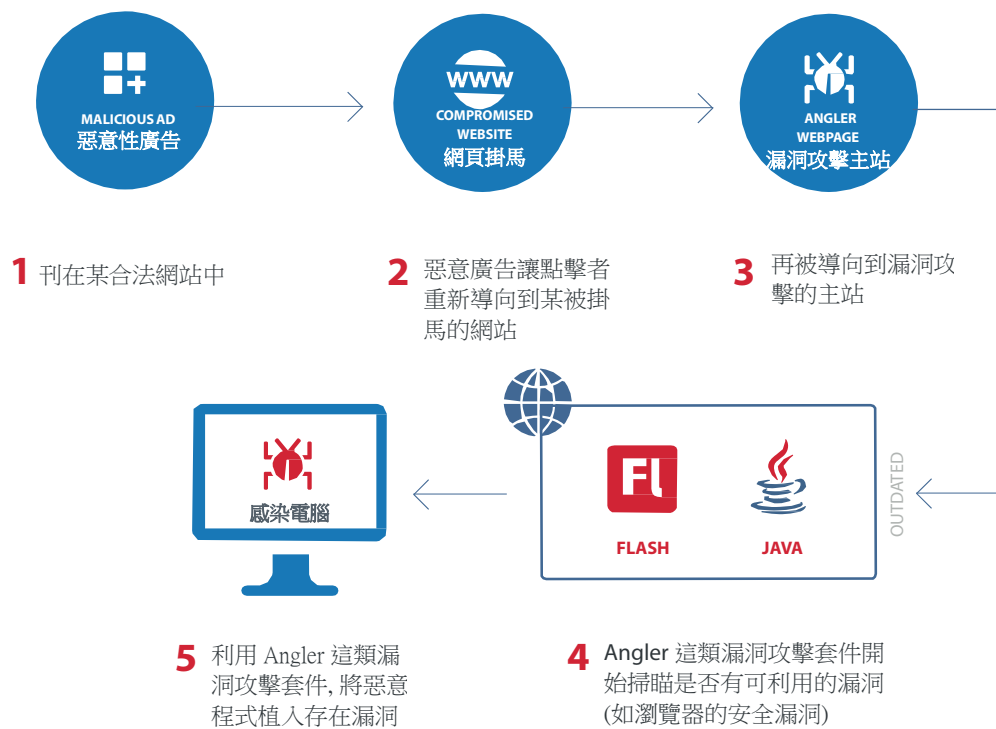 MALICIOUS AD
惡意性廣告
WWW
COMPROMISED
WEBSITE
網頁掛馬
ANGLER
WEBPAGE
漏洞攻擊主站
1 刊在某合法網站中
2 惡意廣告讓點擊者
重新導向到某被掛
馬的網站
3 再被導向到漏洞攻
擊的主站
感染電腦
FL
FLASH
JAVA
OUTDATED
5 利用 Angler 這類漏
洞攻擊套件, 將惡意
程式植入存在漏洞
4 Angler 這類漏洞攻擊套件開
始掃瞄是否有可利用的漏洞
(如瀏覽器的安全漏洞)